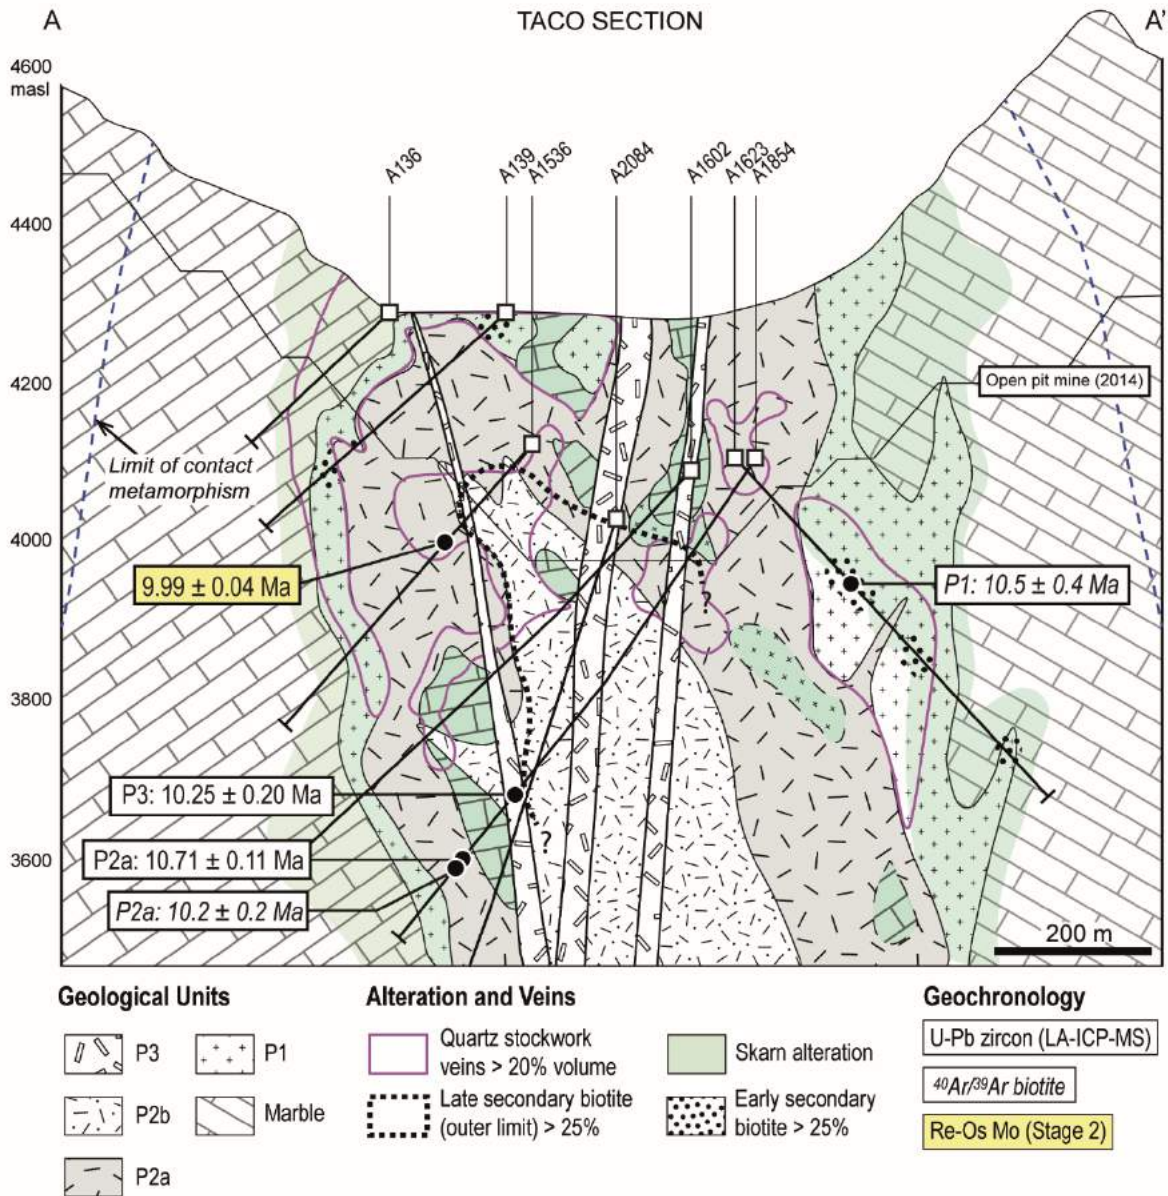 A
TACO SECTION
A'
4600
masl
4400
4200
4000
3800
3600
A136
A139
A1536
A2084
A1602
A1623
A1854
Open pit mine (2014)
Limit of contact
metamorphism
9.99 ± 0.04 Ma
P1: 10.5 ± 0.4 Ma
?
P3: 10.25 ± 0.20 Ma
?
P2a: 10.71 ± 0.11 Ma
P2a: 10.2 ± 0.2 Ma
200 m
Geological Units
P3
P1
P2b
Marble
P2a
Alteration and Veins
Quartz stockwork
veins > 20% volume
Skarn alteration
Late secondary biotite
(outer limit) > 25%
Early secondary
biotite > 25%
Geochronology
U-Pb zircon (LA-ICP-MS)
⁴⁰Ar/³⁹Ar biotite
Re-Os Mo (Stage 2)